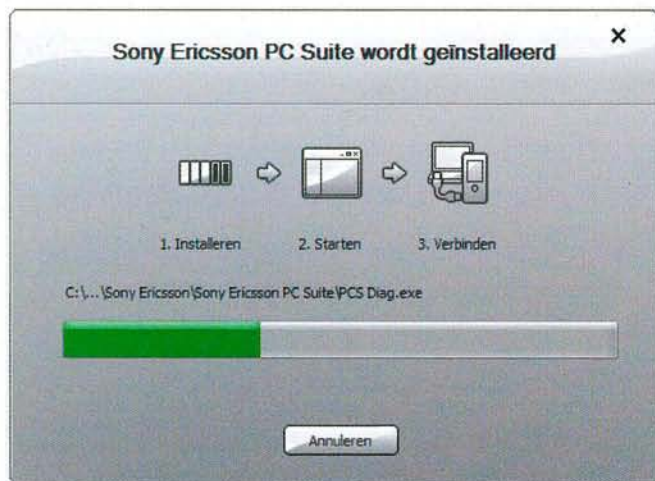 Sony Ericsson PC Suite wordt geïnstalleerd
1. Installeren
2. Starten
3. Verbinden
C:\...\Sony Ericsson\Sony Ericsson PC Suite\PCS Diag.exe
Annuleren